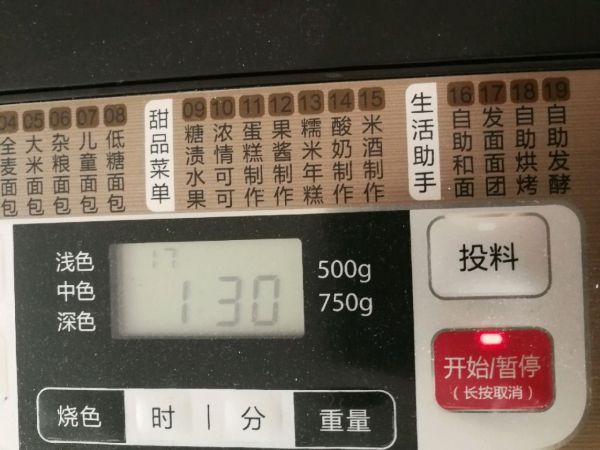 04 05 06 07 08
全麦面包
大米面包
杂粮面包
儿童面包
低糖面包
甜品菜单
09 10 11 12 13 14 15
糖渍水果
浓情可可
蛋糕制作
果酱制作
糯米年糕
酸奶制作
米酒制作
生活助手
16 17 18 19
自助和面
发面面团
自助烘烤
自助发酵
浅色
中色
深色
17
1:30
500g
750g
投料
开始/暂停
(长按取消)
烧色
时 | 分
重量